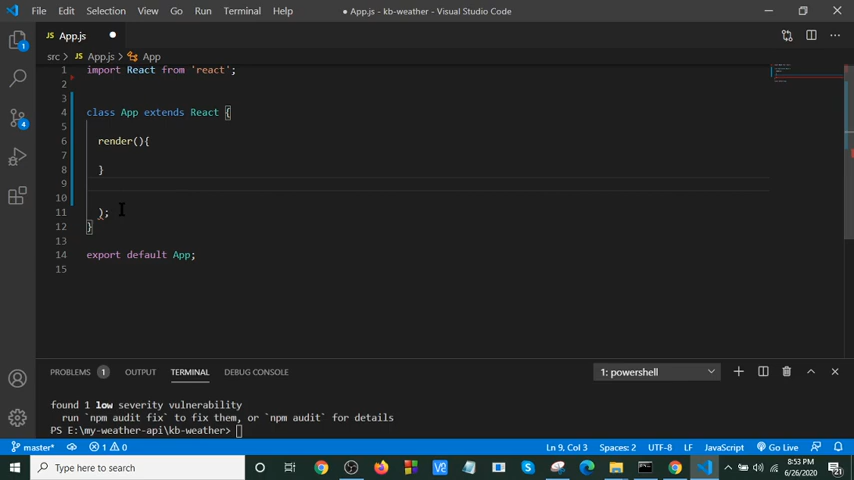 File Edit Selection View Go Run Terminal Help
App.js - kb-weather - Visual Studio Code
App.js
src > App.js > App
1 import React from 'react';
2
3
4 class App extends React {
5
6 render(){
7
8 }
9
10
11 );
12 }
13
14 export default App;
15
1
4
PROBLEMS 1 OUTPUT TERMINAL DEBUG CONSOLE
1: powershell
found 1 low severity vulnerability
run `npm audit fix` to fix them, or `npm audit` for details
PS E:\my-weather-api\kb-weather>
master* 1 0 Ln 9, Col 3 Spaces: 2 UTF-8 LF JavaScript Go Live
Type here to search
V2
S
8:53 PM
6/26/2020
21